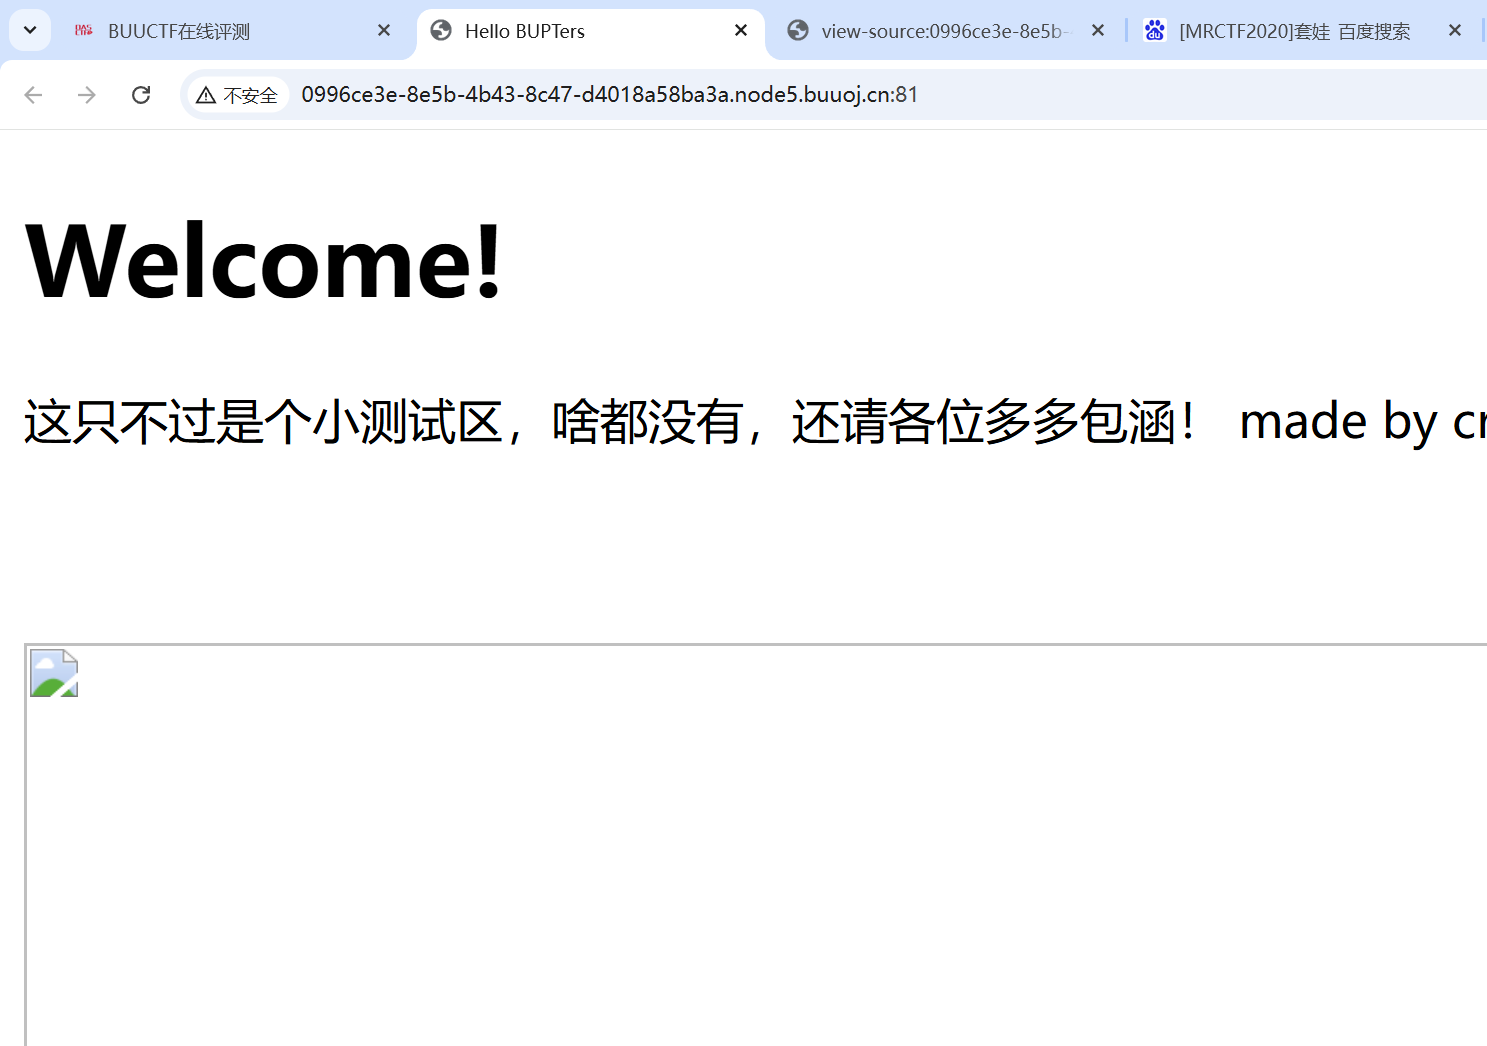 BUUCTF在线评测
Hello BUPTers
view-source:0996ce3e-8e5b-
[MRCTF2020]套娃_百度搜索
不安全
0996ce3e-8e5b-4b43-8c47-d4018a58ba3a.node5.buuoj.cn:81
Welcome!
这只不过是个小测试区，啥都没有，还请各位多多包涵！ made by cr